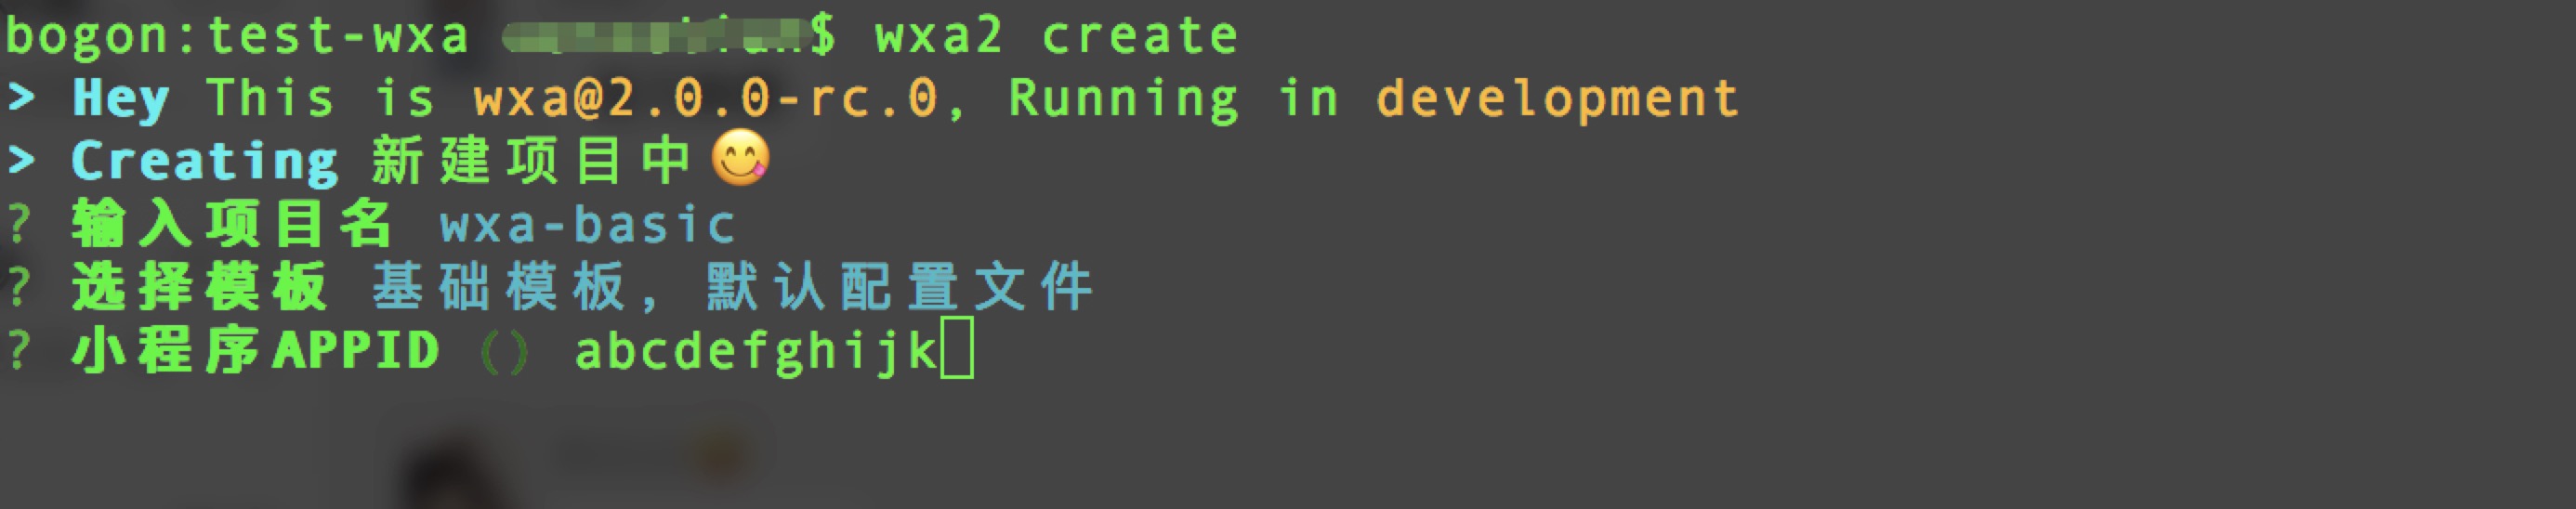 bogon:test-wxa $ wxa2 create
> Hey This is wxa@2.0.0-rc.0, Running in development
> Creating 新建项目中😋
? 输入项目名 wxa-basic
? 选择模板 基础模板，默认配置文件
? 小程序APPID () abcdefghijk